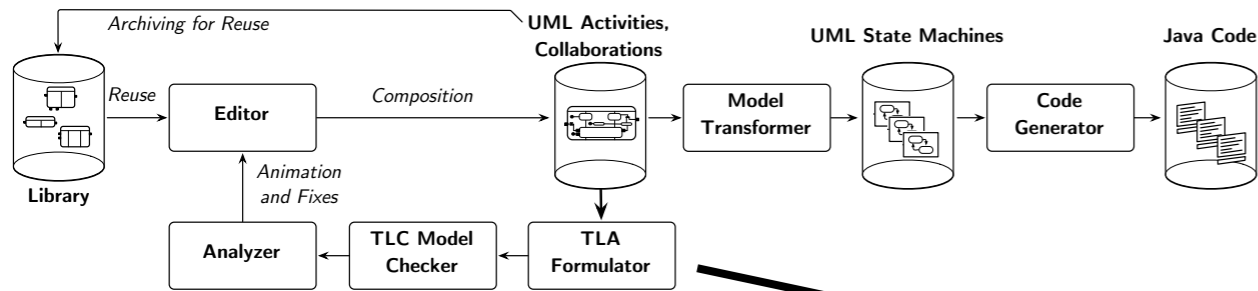 Archiving for Reuse
UML Activities,
Collaborations
UML State Machines
Java Code
Reuse
Editor
Composition
Model
Transformer
Code
Generator
Library
Animation
and Fixes
Analyzer
TLC Model
Checker
TLA
Formulator